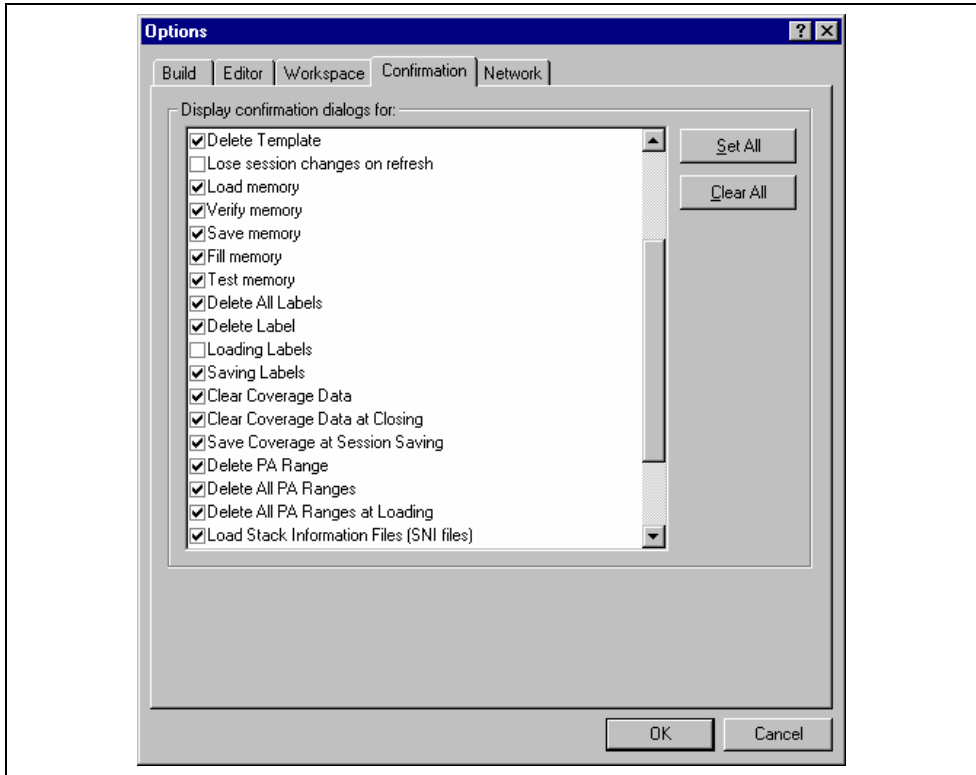 Options
Build Editor Workspace Confirmation Network
Display confirmation dialogs for:
Delete Template
Lose session changes on refresh
Load memory
Verify memory
Save memory
Fill memory
Test memory
Delete All Labels
Delete Label
Loading Labels
Saving Labels
Clear Coverage Data
Clear Coverage Data at Closing
Save Coverage at Session Saving
Delete PA Range
Delete All PA Ranges
Delete All PA Ranges at Loading
Load Stack Information Files (SNI files)
Set All
Clear All
OK Cancel